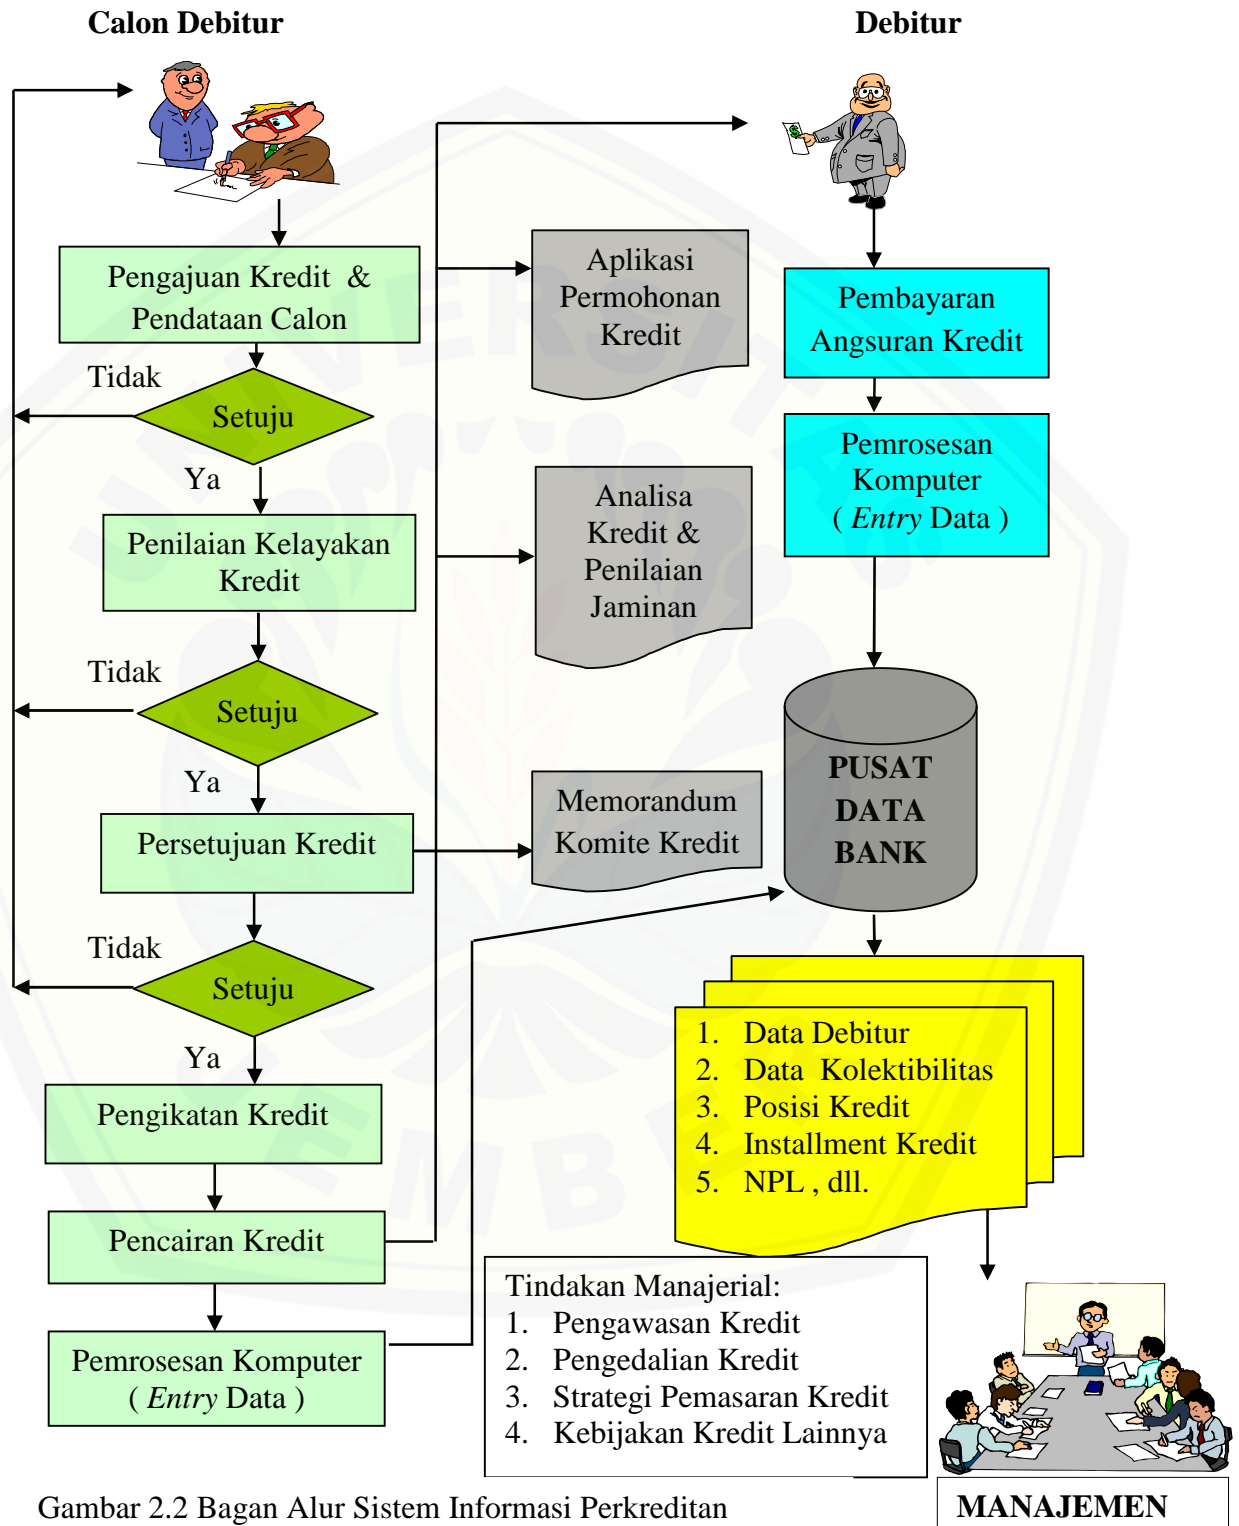 Calon Debitur
Debitur
Pengajuan Kredit &
Pendataan Calon
Tidak
Setuju
Ya
Penilaian Kelayakan
Kredit
Tidak
Setuju
Ya
Persetujuan Kredit
Tidak
Setuju
Ya
Pengikatan Kredit
Pencairan Kredit
Pemrosesan Komputer
( Entry Data )
Aplikasi
Permohonan
Kredit
Analisa
Kredit &
Penilaian
Jaminan
Memorandum
Komite Kredit
Pembayaran
Angsuran Kredit
Pemrosesan
Komputer
( Entry Data )
PUSAT
DATA
BANK
1. Data Debitur
2. Data Kolektibilitas
3. Posisi Kredit
4. Installment Kredit
5. NPL , dll.
Tindakan Manajerial:
1. Pengawasan Kredit
2. Pengedalian Kredit
3. Strategi Pemasaran Kredit
4. Kebijakan Kredit Lainnya
MANAJEMEN
Gambar 2.2 Bagan Alur Sistem Informasi Perkreditan
UNIVERSITAS
JEMBER